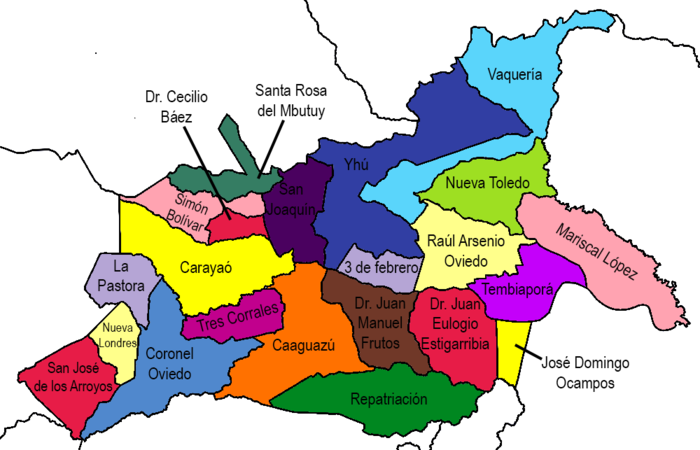 Vaquería
Dr. Cecilio
Báez
Santa Rosa
del Mbutuy
Yhú
San
Joaquín
Nueva Toledo
Simón
Bolívar
Mariscal López
Raúl Arsenio
Oviedo
Carayaó
3 de febrero
La
Pastora
Tembiaporá
Dr. Juan
Manuel
Frutos
Dr. Juan
Eulogio
Estigarribia
Tres Corrales
Nueva
Londres
Caaguazú
Coronel
Oviedo
San José
de los Arroyos
José Domingo
Ocampos
Repatriación